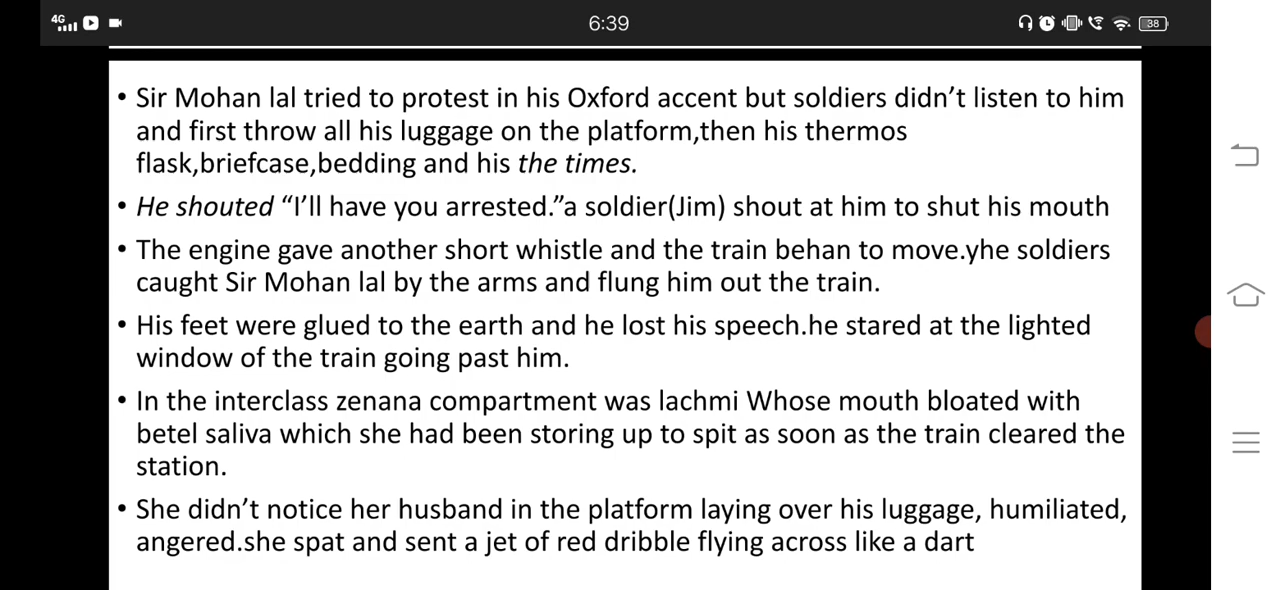 4G
6:39
38
• Sir Mohan lal tried to protest in his Oxford accent but soldiers didn’t listen to him
and first throw all his luggage on the platform,then his thermos
flask,briefcase,bedding and his the times.
• He shouted “I’ll have you arrested.”a soldier(Jim) shout at him to shut his mouth
• The engine gave another short whistle and the train behan to move.yhe soldiers
caught Sir Mohan lal by the arms and flung him out the train.
• His feet were glued to the earth and he lost his speech.he stared at the lighted
window of the train going past him.
• In the interclass zenana compartment was lachmi Whose mouth bloated with
betel saliva which she had been storing up to spit as soon as the train cleared the
station.
• She didn’t notice her husband in the platform laying over his luggage, humiliated,
angered.she spat and sent a jet of red dribble flying across like a dart